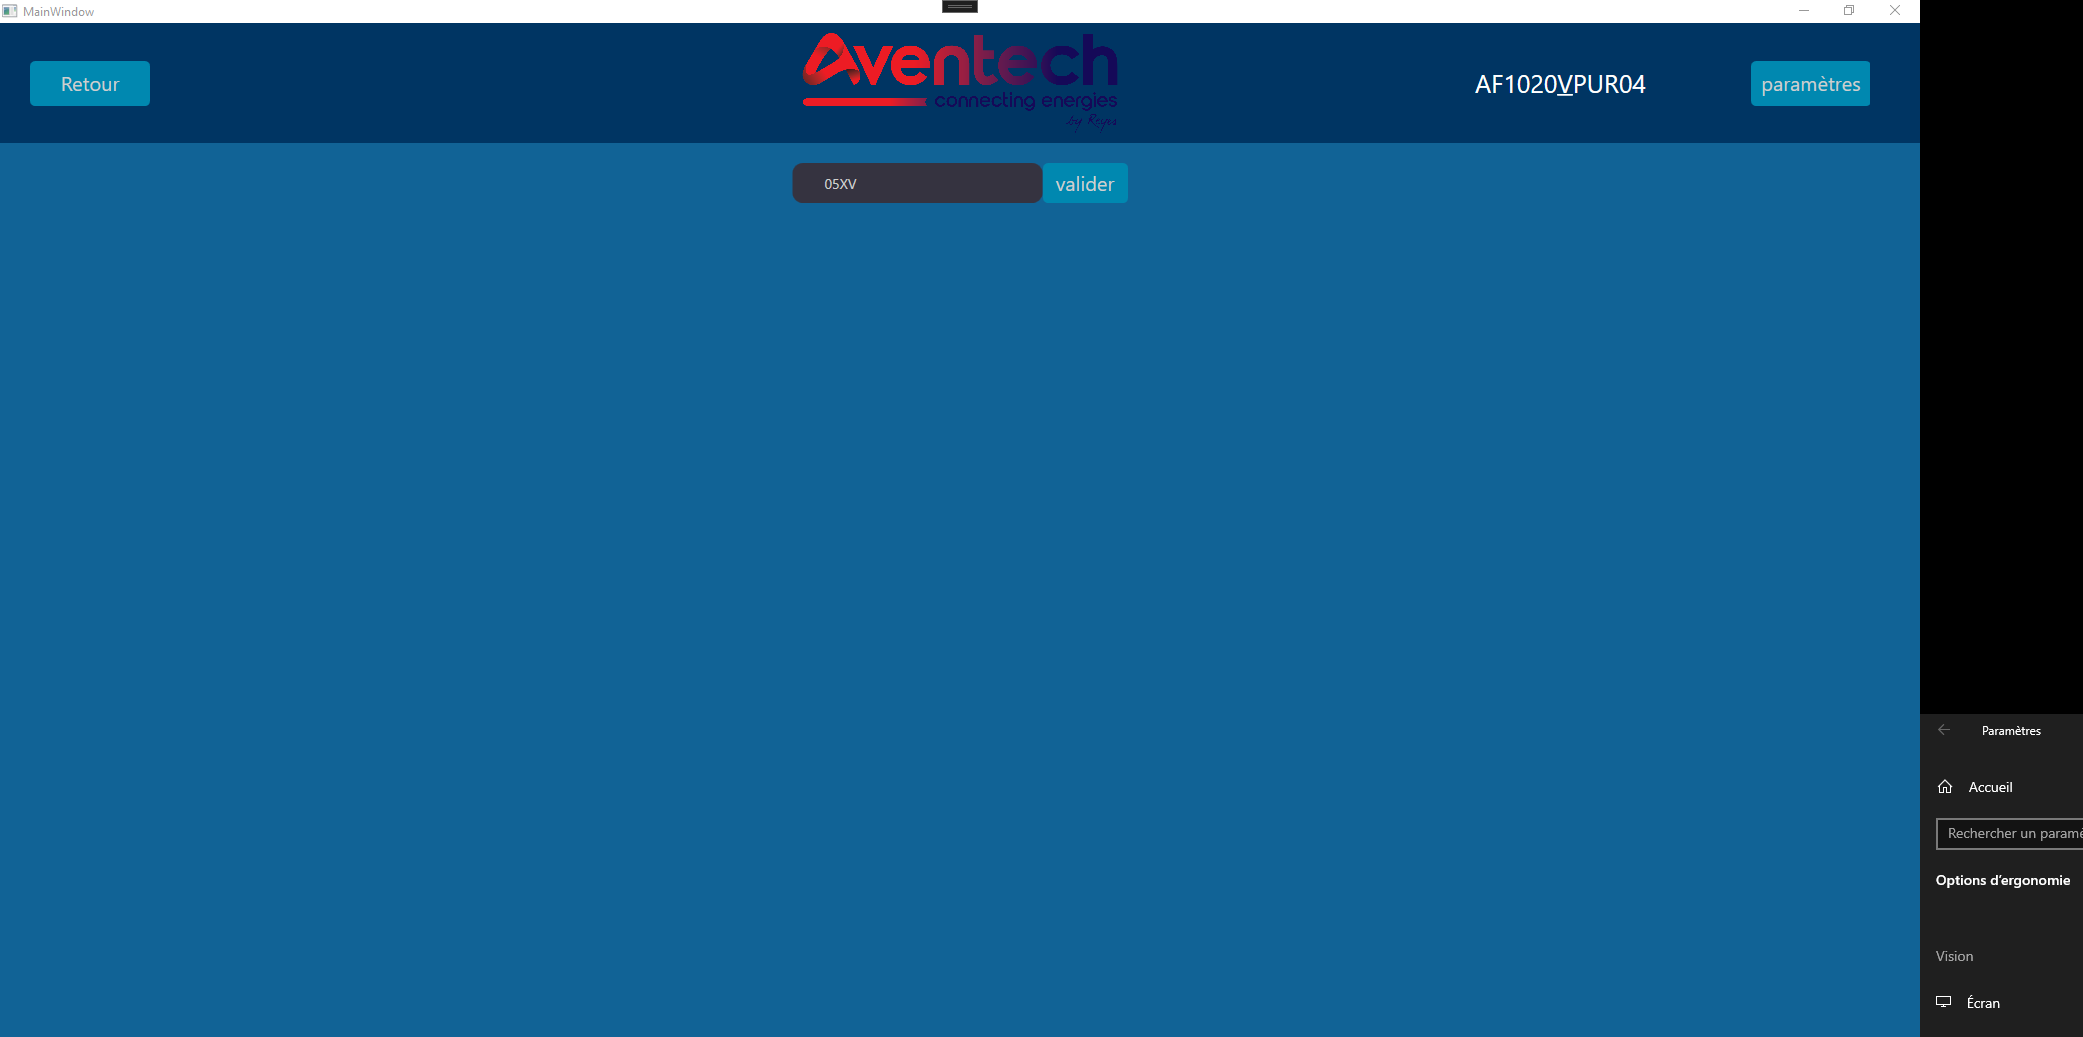 MainWindow
Retour
Aventech
connecting energies
by Reyes
AF1020VPUR04
paramètres
05XV
valider
Paramètres
Accueil
Rechercher un paramè
Options d’ergonomie
Vision
Écran